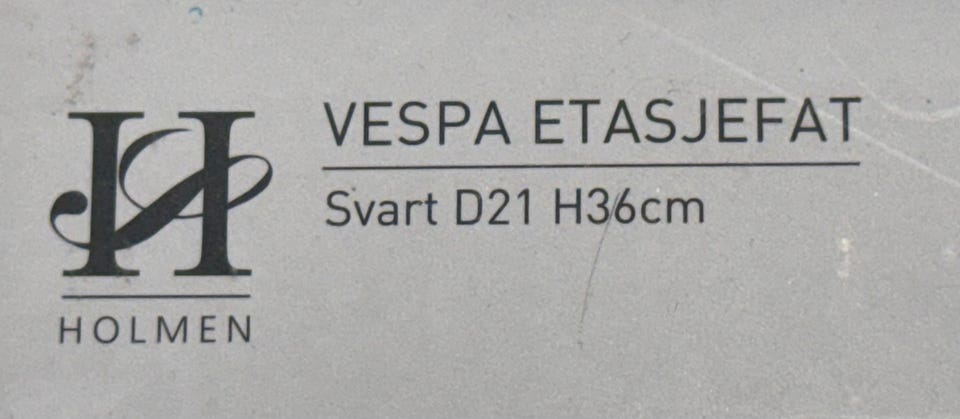 VESPA ETASJEFAT
Svart D21 H36cm
H
HOLMEN